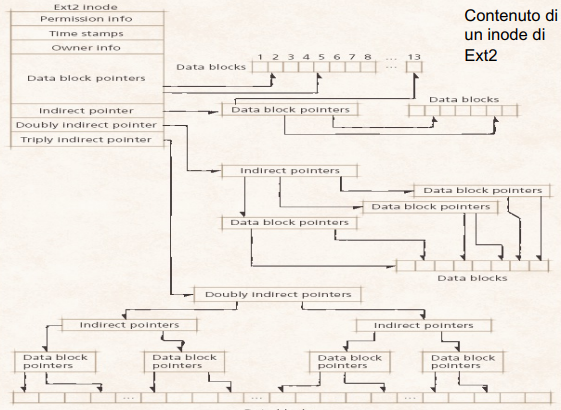 Contenuto di
un inode di
Ext2
Ext2 inode
Permission info
Time stamps
Owner info
Data block pointers
Indirect pointer
Doubly indirect pointer
Triply indirect pointer
1 2 3 4 5 6 7 8 ... 13
Data blocks
Data block pointers
Data blocks
Indirect pointers
Data block pointers
Data block pointers
Data block pointers
Data blocks
Doubly indirect pointers
Indirect pointers
Indirect pointers
Data block
pointers
Data block
pointers
Data block
pointers
Data block
pointers
... ... ...